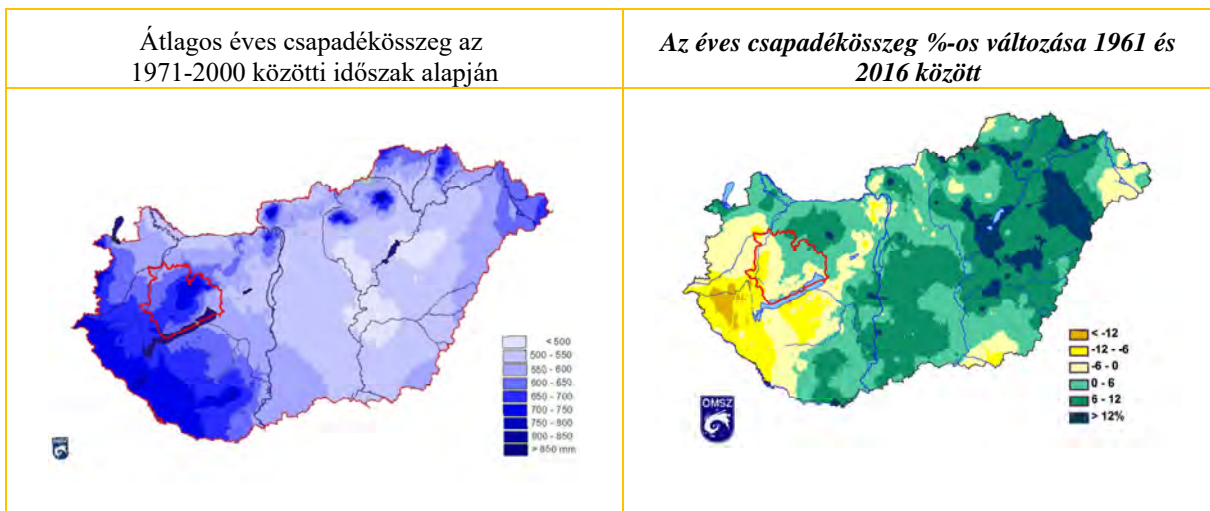 Átlagos éves csapadékösszeg az
1971-2000 közötti időszak alapján
Az éves csapadékösszeg %-os változása 1961 és
2016 között
< 500
500 - 550
550 - 600
600 - 650
650 - 700
700 - 750
750 - 800
800 - 850
> 850 mm
< -12
-12 - -6
-6 - 0
0 - 6
6 - 12
> 12%
OMSZ